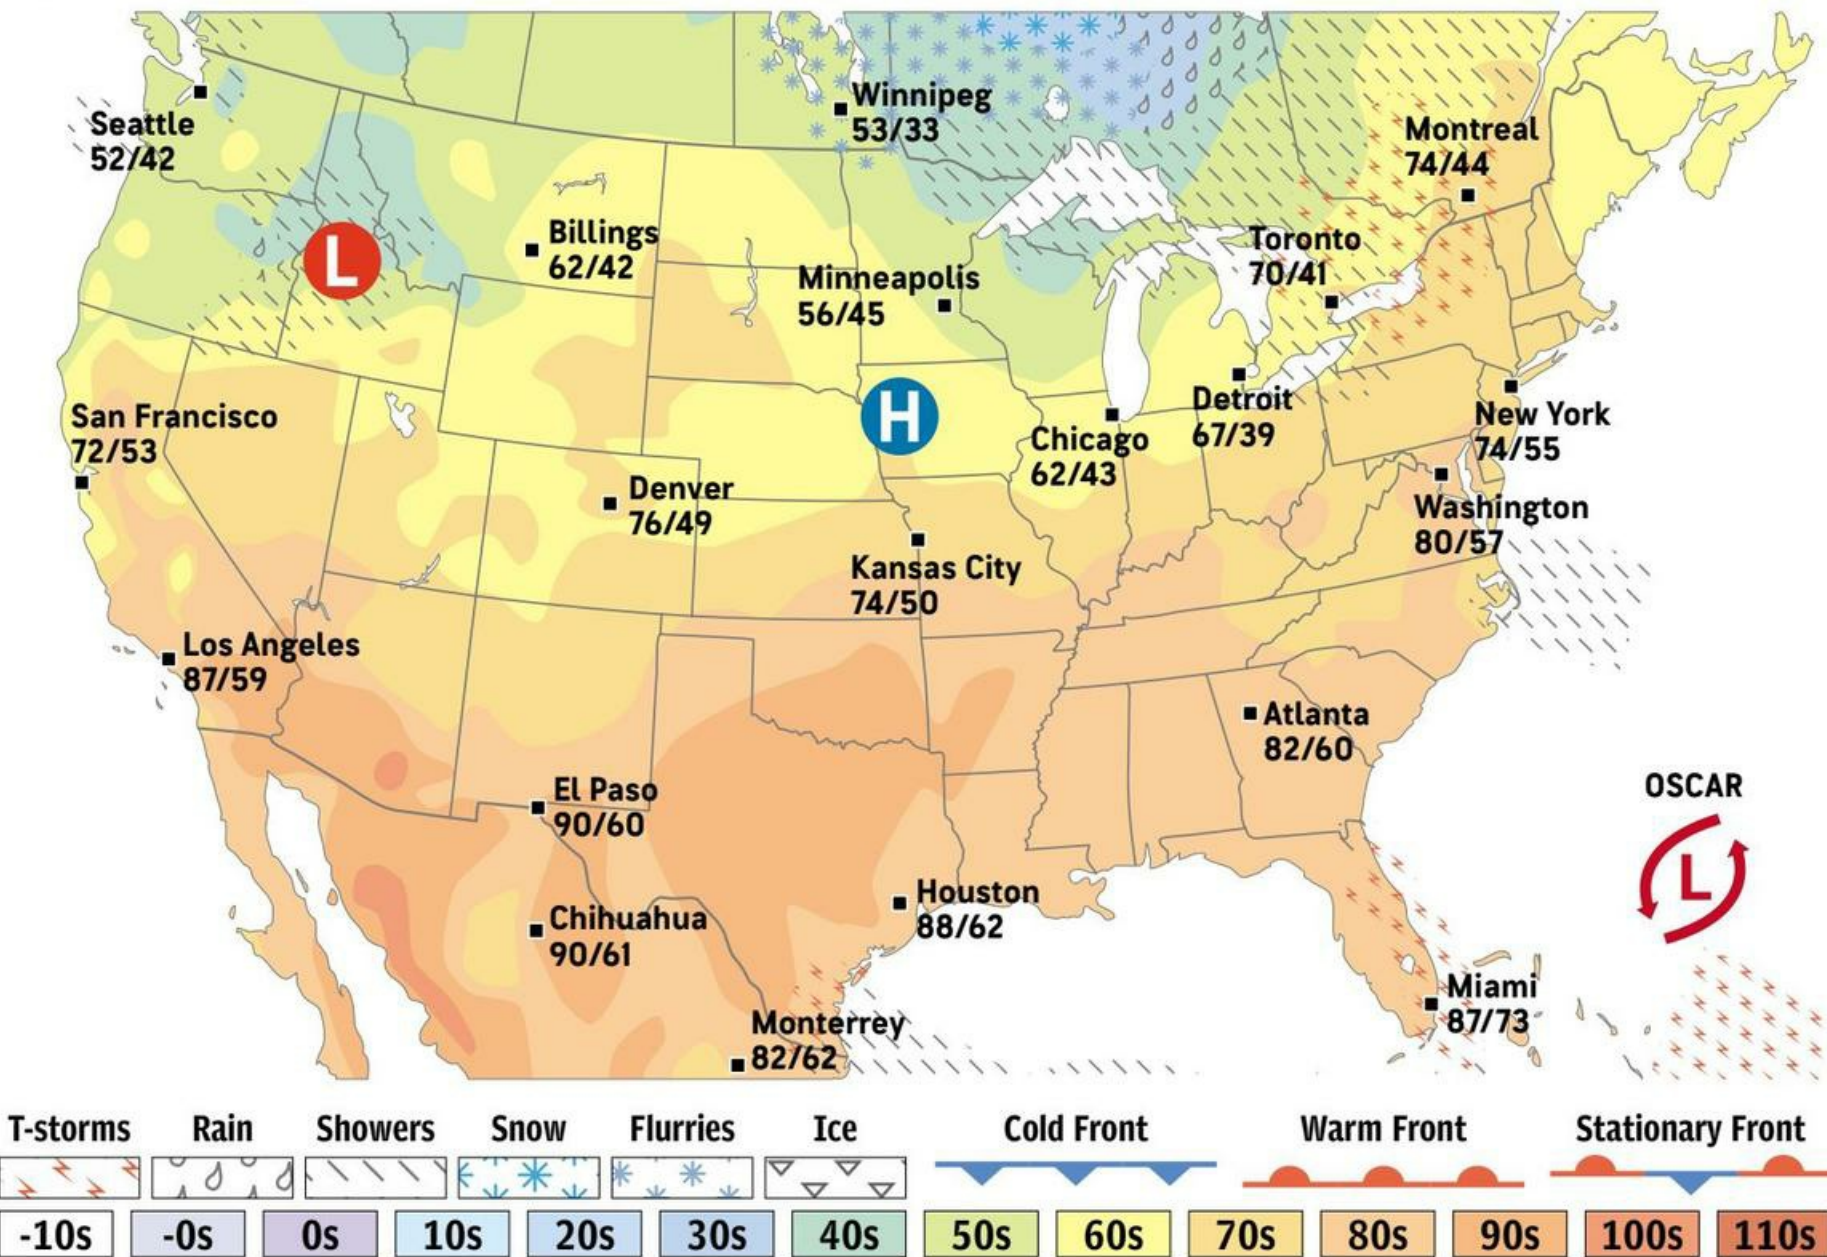 Winnipeg
53/33
Seattle
52/42
Montreal
74/44
Billings
62/42
Toronto
70/41
L
Minneapolis
56/45
San Francisco
72/53
H
Detroit
67/39
New York
74/55
Chicago
62/43
Denver
76/49
Washington
80/57
Kansas City
74/50
Los Angeles
87/59
Atlanta
82/60
OSCAR
L
El Paso
90/60
Houston
88/62
Chihuahua
90/61
Miami
87/73
Monterrey
82/62
T-storms Rain Showers Snow Flurries Ice Cold Front Warm Front Stationary Front
-10s -0s 0s 10s 20s 30s 40s 50s 60s 70s 80s 90s 100s 110s